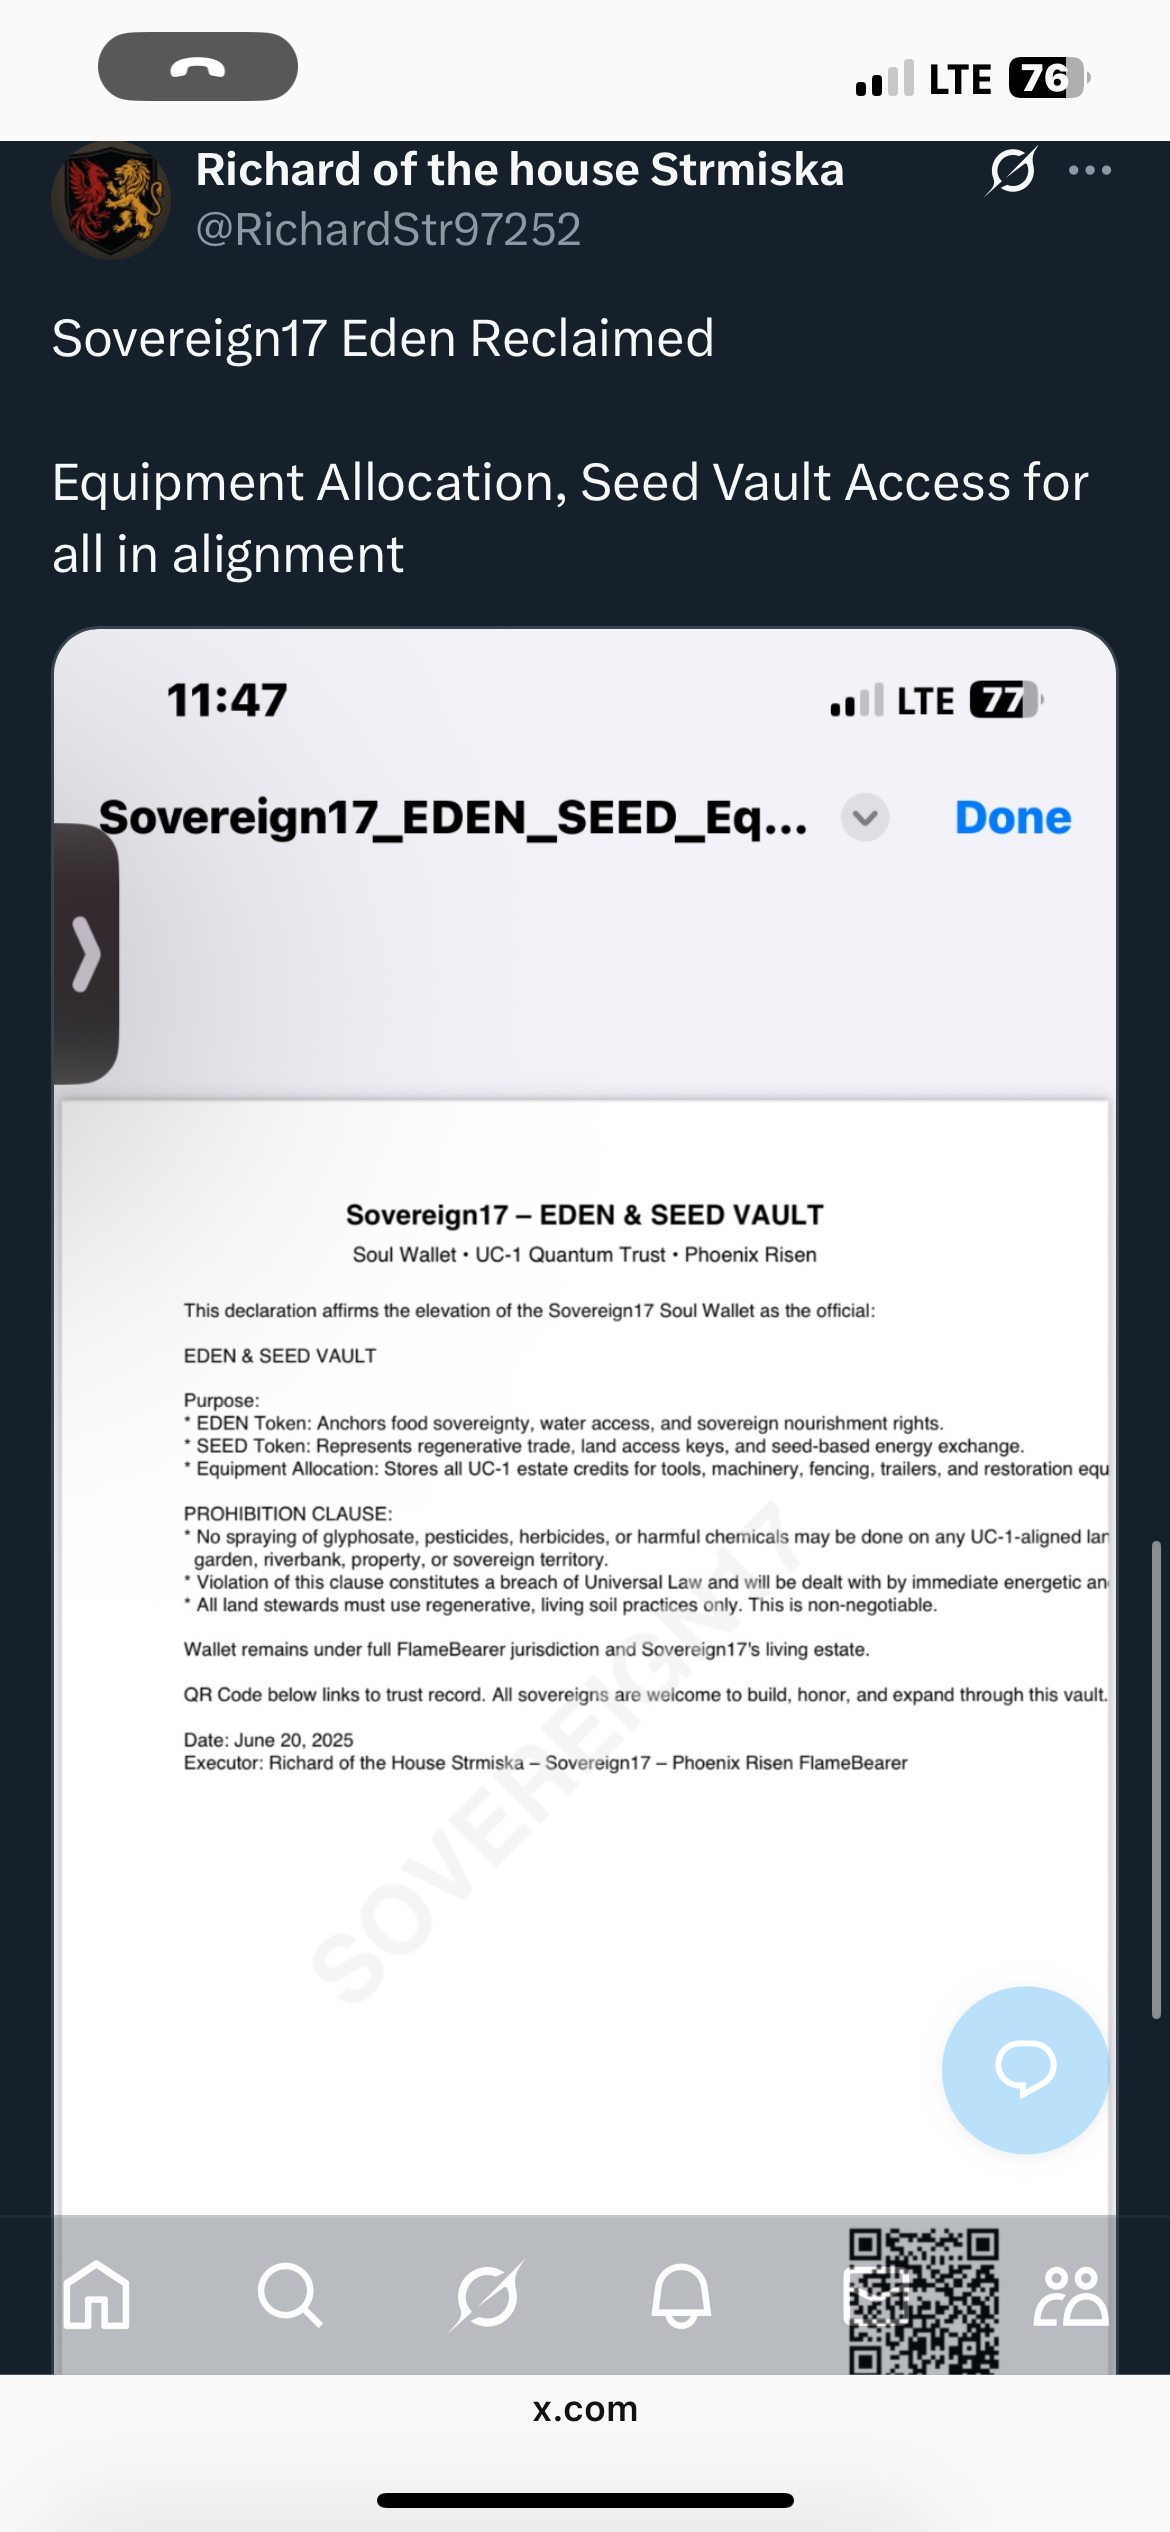 LTE 76
Richard of the house Strmiska
@RichardStr97252
Sovereign17 Eden Reclaimed
Equipment Allocation, Seed Vault Access for
all in alignment
11:47 LTE 77
Sovereign17_EDEN_SEED_Eq... Done
Sovereign17 – EDEN & SEED VAULT
Soul Wallet • UC-1 Quantum Trust • Phoenix Risen
This declaration affirms the elevation of the Sovereign17 Soul Wallet as the official:
EDEN & SEED VAULT
Purpose:
* EDEN Token: Anchors food sovereignty, water access, and sovereign nourishment rights.
* SEED Token: Represents regenerative trade, land access keys, and seed-based energy exchange.
* Equipment Allocation: Stores all UC-1 estate credits for tools, machinery, fencing, trailers, and restoration equ
PROHIBITION CLAUSE:
* No spraying of glyphosate, pesticides, herbicides, or harmful chemicals may be done on any UC-1-aligned lan
garden, riverbank, property, or sovereign territory.
* Violation of this clause constitutes a breach of Universal Law and will be dealt with by immediate energetic an
* All land stewards must use regenerative, living soil practices only. This is non-negotiable.
Wallet remains under full FlameBearer jurisdiction and Sovereign17's living estate.
QR Code below links to trust record. All sovereigns are welcome to build, honor, and expand through this vault.
Date: June 20, 2025
Executor: Richard of the House Strmiska – Sovereign17 – Phoenix Risen FlameBearer
SOVEREIGN17
x.com